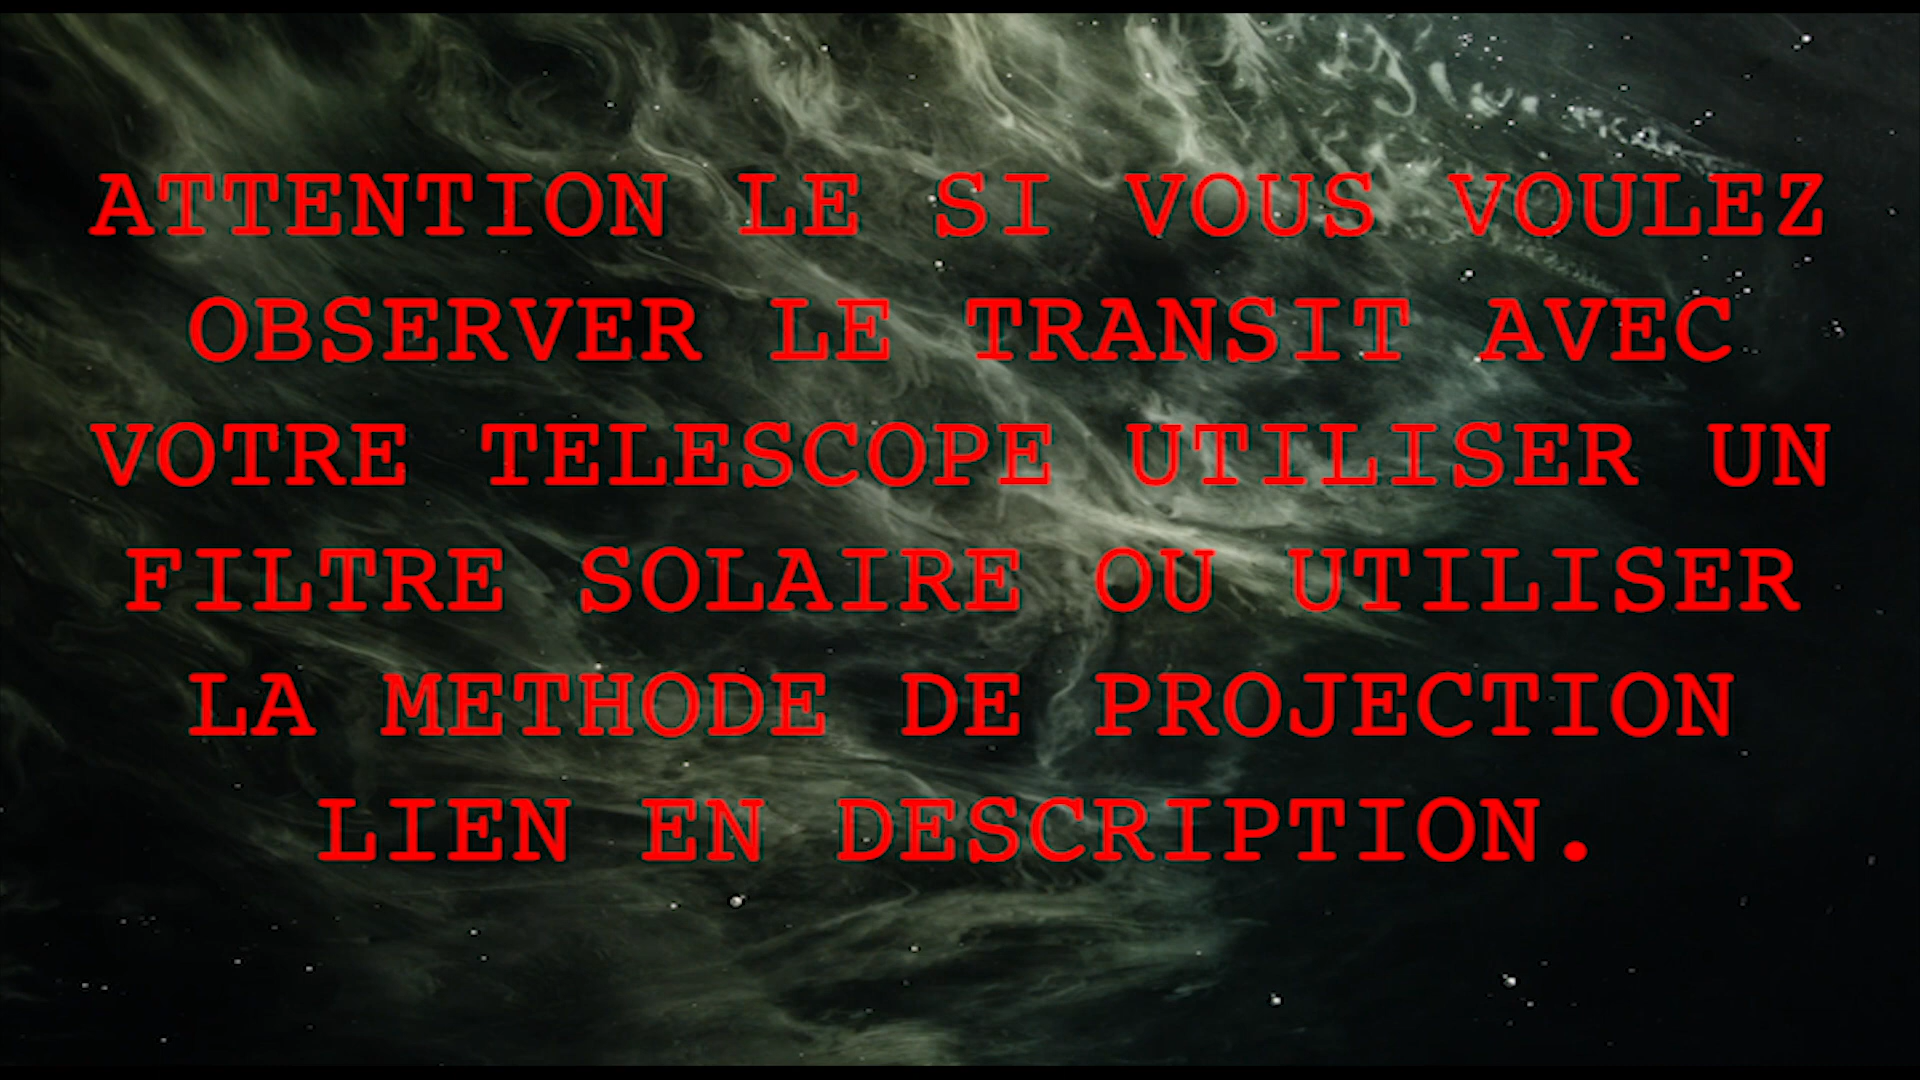 ATTENTION LE SI VOUS VOULEZ
OBSERVER LE TRANSIT AVEC
VOTRE TELESCOPE UTILISER UN
FILTRE SOLAIRE OU UTILISER
LA METHODE DE PROJECTION
LIEN EN DESCRIPTION.